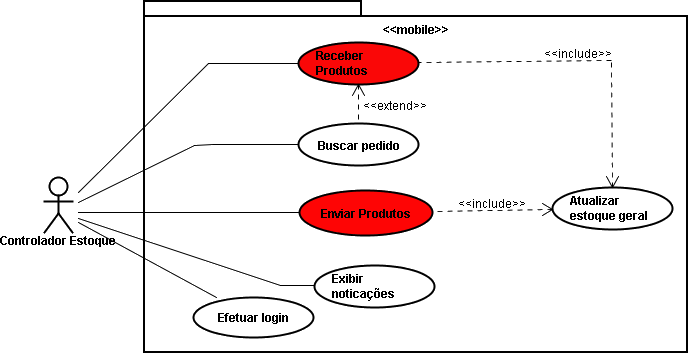 <<mobile>>
Receber
Produtos
<<include>>
<<extend>>
Buscar pedido
Enviar Produtos
<<include>>
Atualizar
estoque geral
Controlador Estoque
Exibir
noticações
Efetuar login